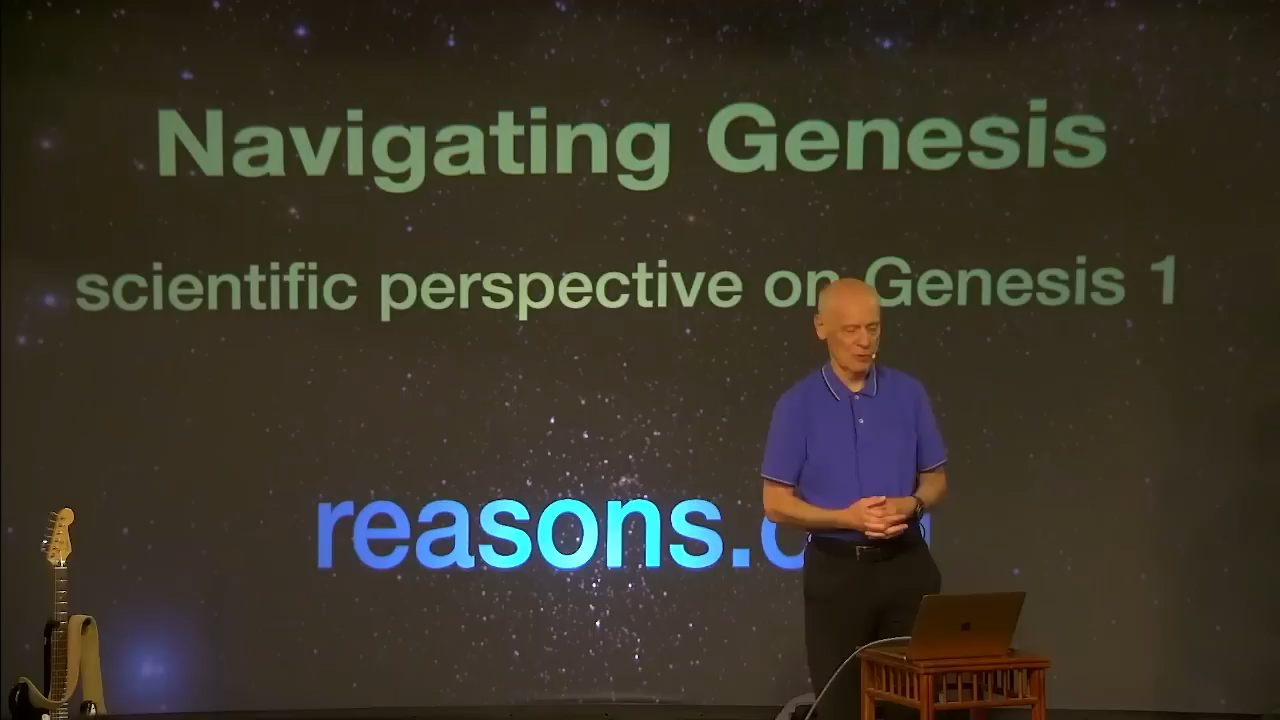 Navigating Genesis
scientific perspective on Genesis 1
reasons.